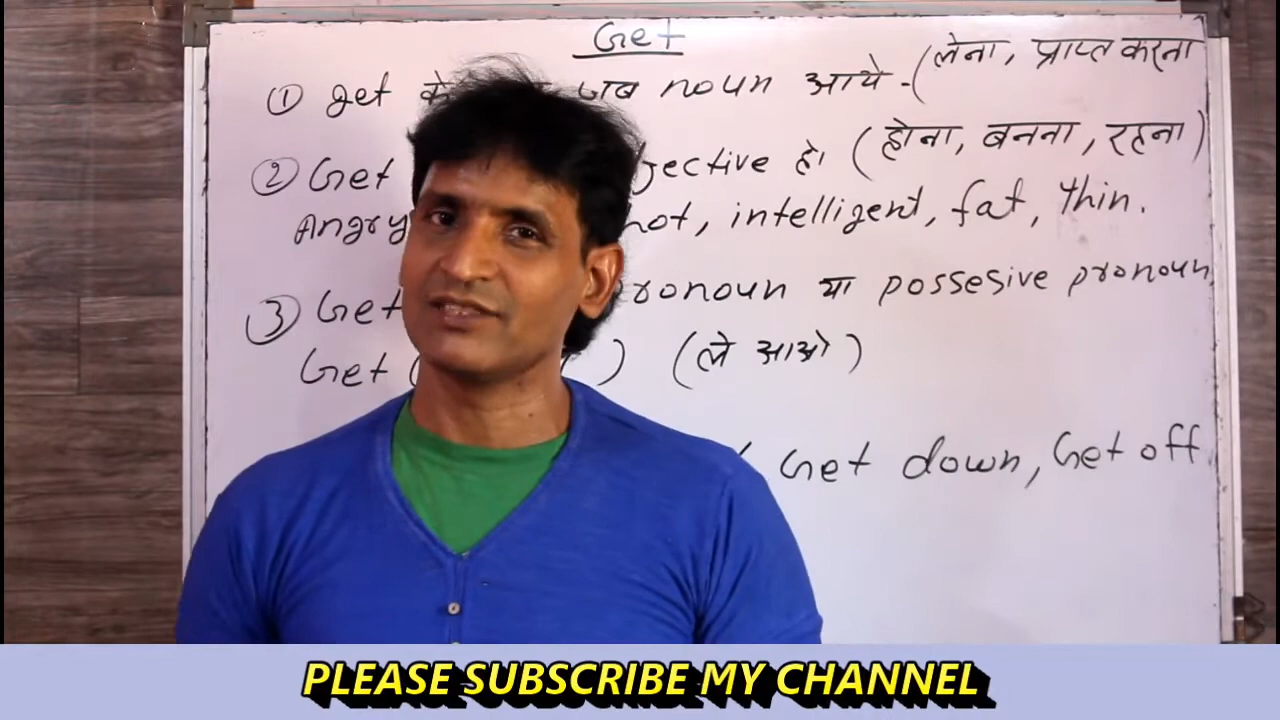 Get
① get जब noun आये - (लेना, प्राप्त करना
② Get jective हो (होना, बनना, रहना)
Angry hot, intelligent, fat, thin.
③ Get ronoun या possesive pronoun
Get ( ) (ले आओ)
Get down, Get off
PLEASE SUBSCRIBE MY CHANNEL